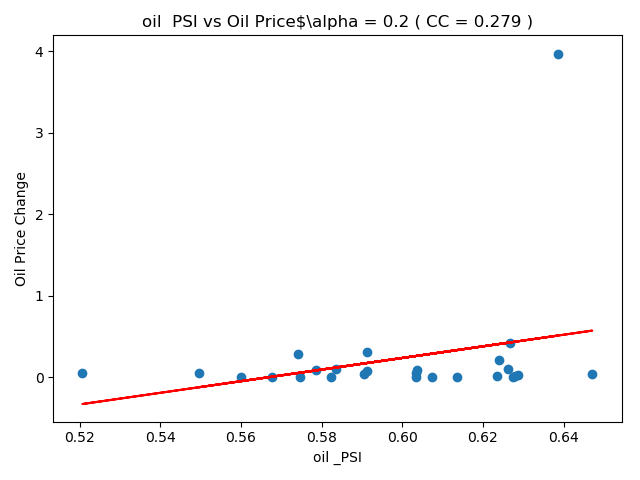 oil  PSI vs Oil Price$\alpha = 0.2 ( CC = 0.279 )
4
3
2
1
0
Oil Price Change
0.52 0.54 0.56 0.58 0.60 0.62 0.64
oil _PSI